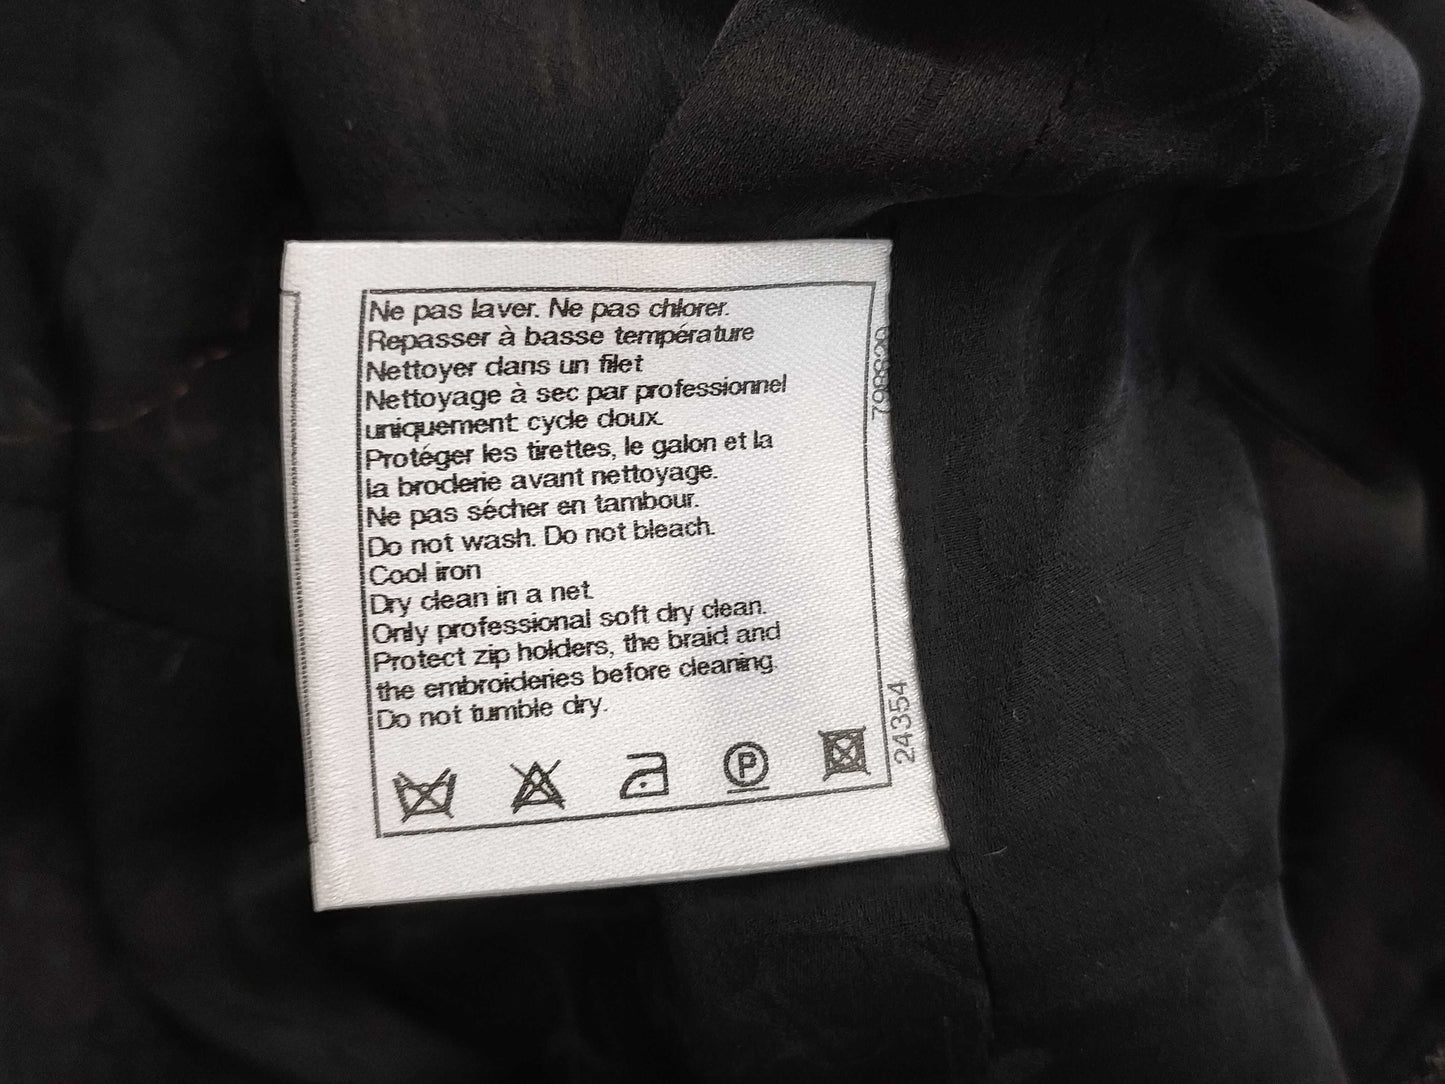 Ne pas laver. Ne pas chlorer.
Repasser à basse température
Nettoyer dans un filet
Nettoyage à sec par professionnel
uniquement: cycle doux.
Protéger les tirettes, le galon et la
la broderie avant nettoyage.
Ne pas sécher en tambour.
Do not wash. Do not bleach.
Cool iron
Dry clean in a net.
Only professional soft dry clean.
Protect zip holders, the braid and
the embroideries before cleaning.
Do not tumble dry.
P
24354